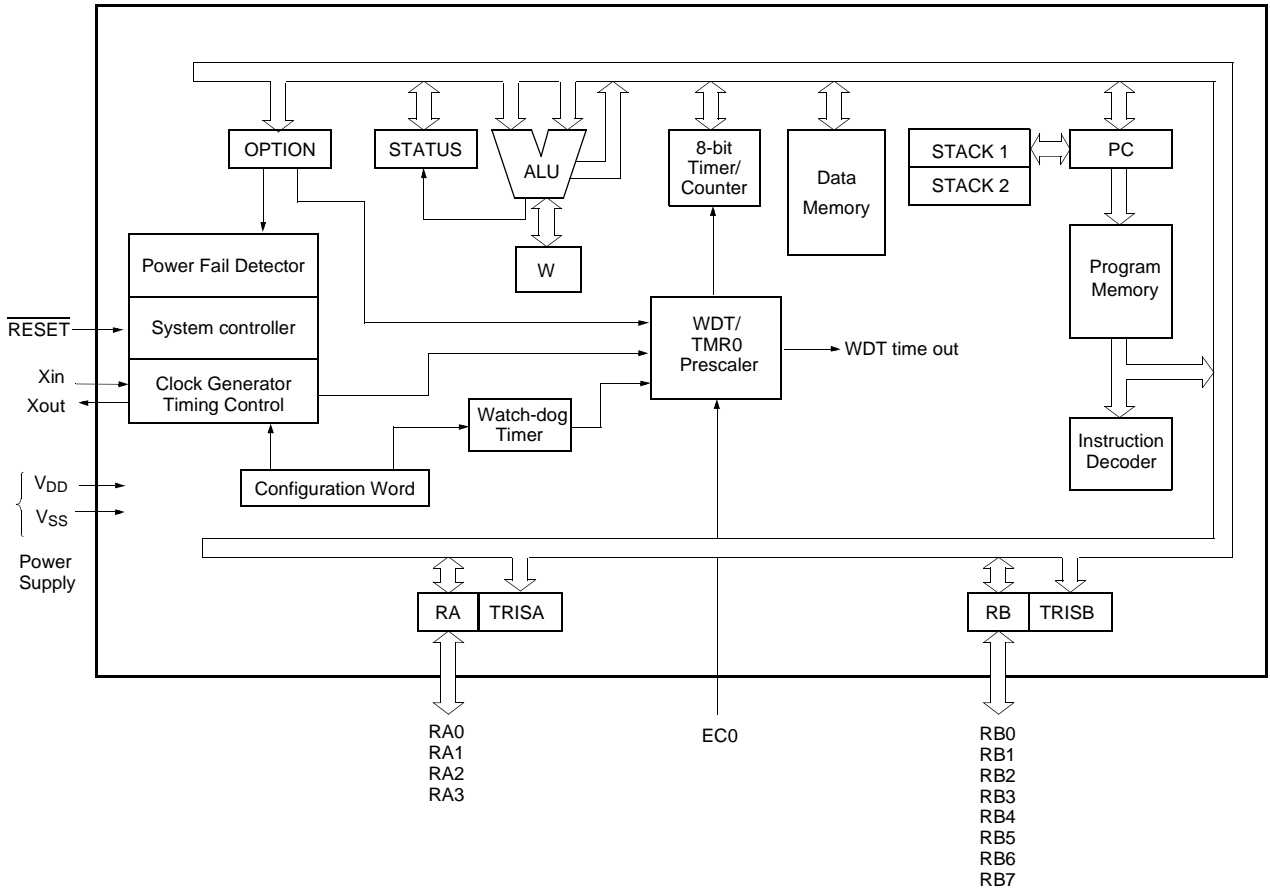 OPTION
STATUS
ALU
8-bit
Timer/
Counter
Data
Memory
STACK 1
STACK 2
PC
W
Power Fail Detector
System controller
Clock Generator
Timing Control
RESET
Xin
Xout
WDT/
TMR0
Prescaler
WDT time out
Program
Memory
Watch-dog
Timer
Configuration Word
Instruction
Decoder
VDD
VSS
Power
Supply
RA
TRISA
RB
TRISB
RA0
RA1
RA2
RA3
EC0
RB0
RB1
RB2
RB3
RB4
RB5
RB6
RB7